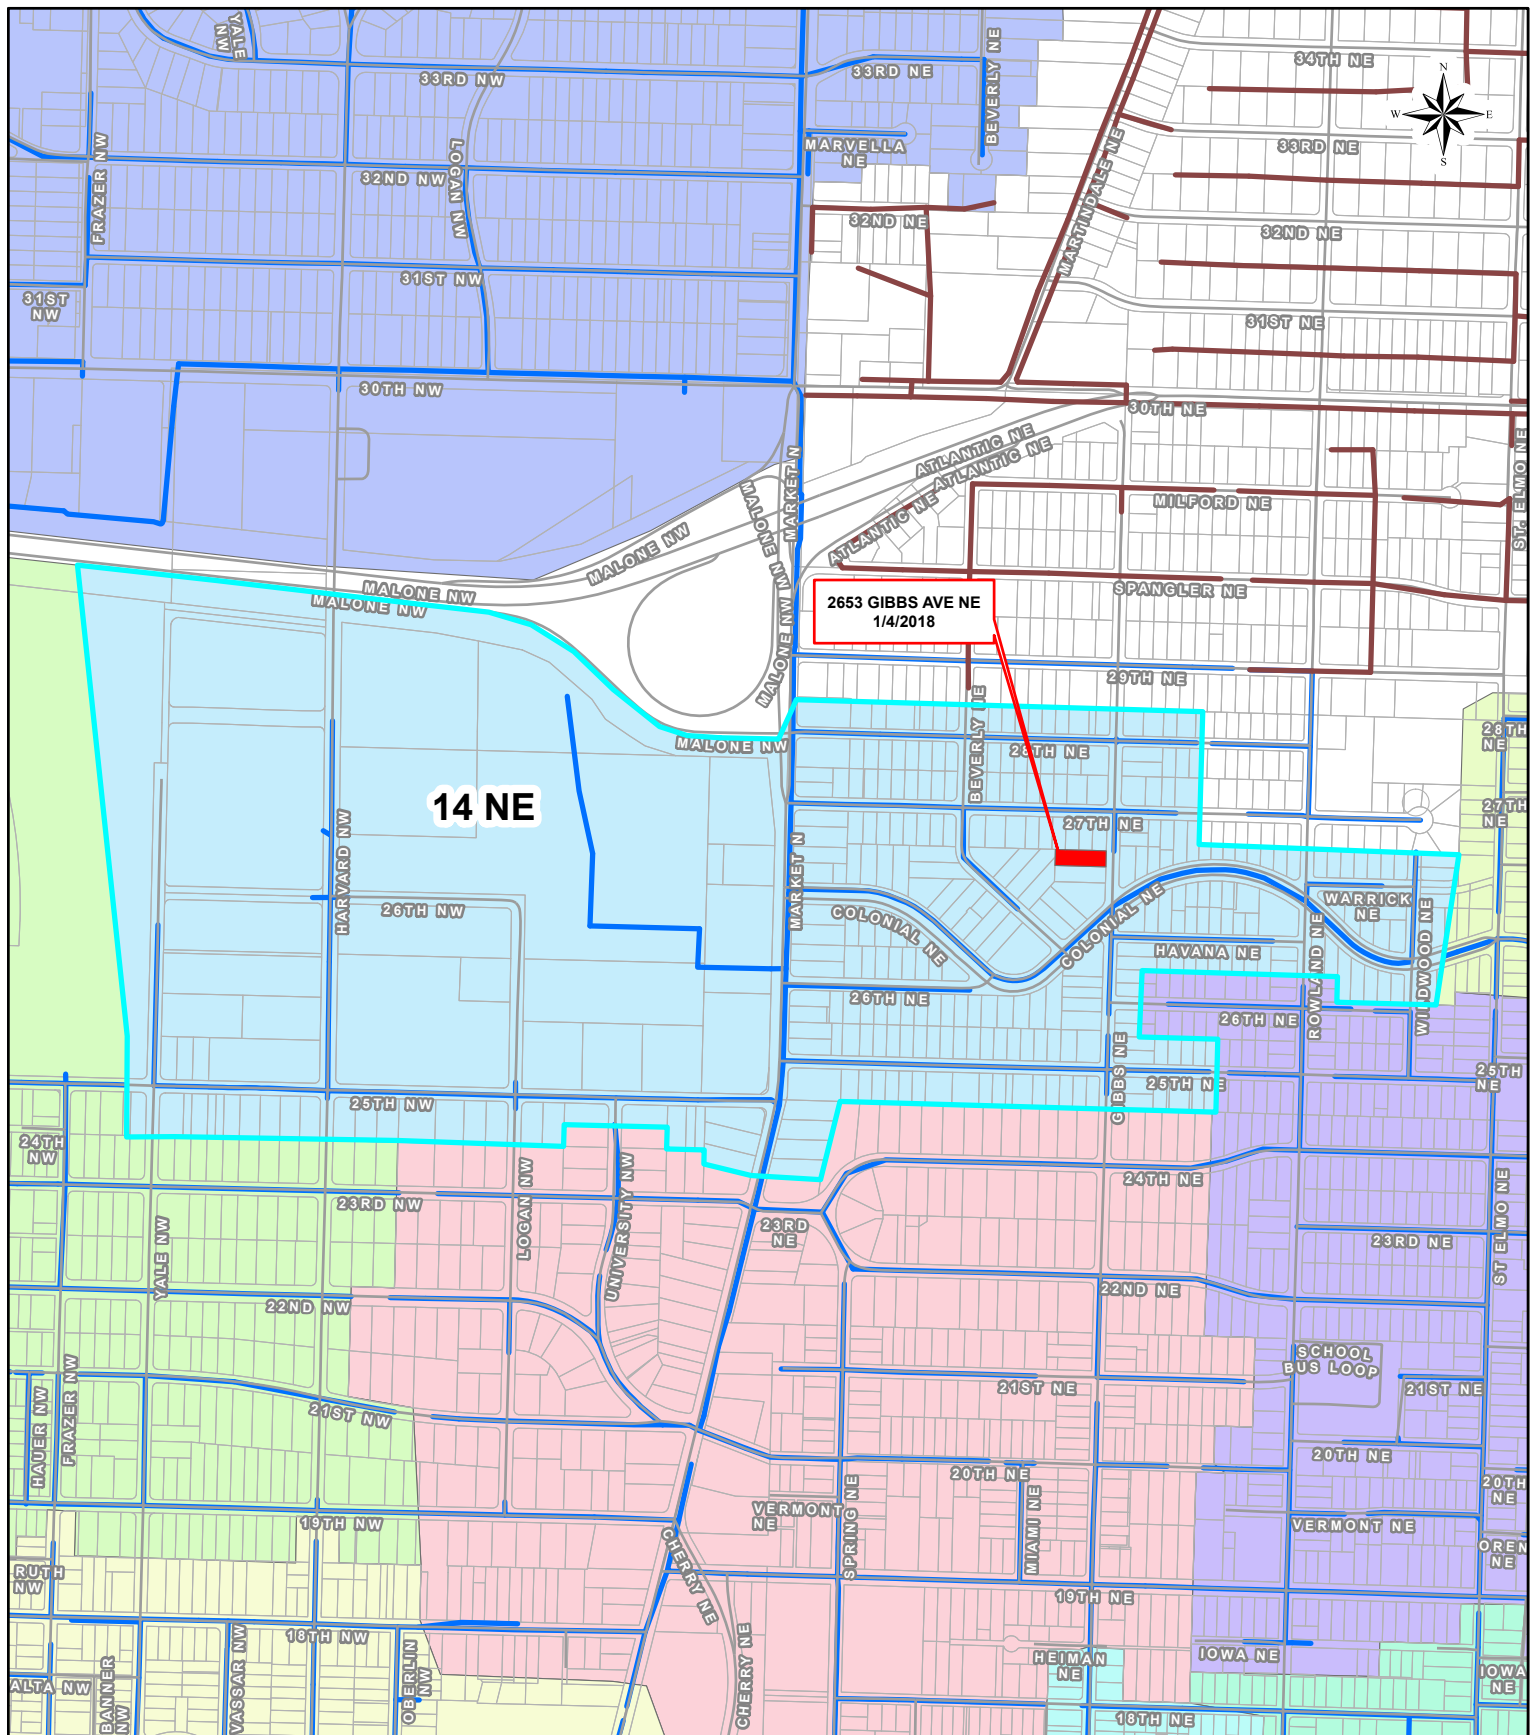 YALE
NW
33RD NW
33RD NE
BEVERLY NE
34TH NE
N
W
E
S
FRAZER NW
LOGAN NW
MARVELLA
NE
MARTINDALE NE
33RD NE
32ND NW
32ND NE
32ND NE
31ST NW
31ST
NW
31ST NE
30TH NW
30TH NE
ATLANTIC NE
ATLANTIC NE
ATLANTIC NE
MALONE NW
MARKET N
MILFORD NE
ST. ELMO NE
MALONE NW
MALONE NW
MALONE NW
MALONE NW
SPANGLER NE
2653 GIBBS AVE NE
1/4/2018
29TH NE
MALONE NW
BEVERLY NE
28TH NE
28TH
NE
14 NE
27TH NE
27TH
NE
HARVARD NW
MARKET N
26TH NW
COLONIAL NE
COLONIAL NE
WARRICK
NE
HAVANA NE
ROWLAND NE
WILDWOOD NE
26TH NE
26TH NE
GIBBS NE
25TH NE
25TH
NE
25TH NW
24TH
NW
24TH NE
ST ELMO NE
23RD NW
LOGAN NW
UNIVERSITY NW
23RD
NE
23RD NE
YALE NW
22ND NW
22ND NE
SCHOOL
BUS LOOP
HAUER NW
FRAZER NW
21ST NW
21ST NE
21ST NE
20TH NE
20TH NE
20TH
NE
SPRING NE
MIAMI NE
VERMONT
NE
VERMONT NE
19TH NW
OREN
NE
RUTH
NW
CHERRY NE
19TH NE
18TH NW
CHERRY NE
HEIMAN
NE
IOWA NE
IOWA
NE
ALTA NW
BANNER
NW
VASSAR NW
OBERLIN
NW
18TH NE